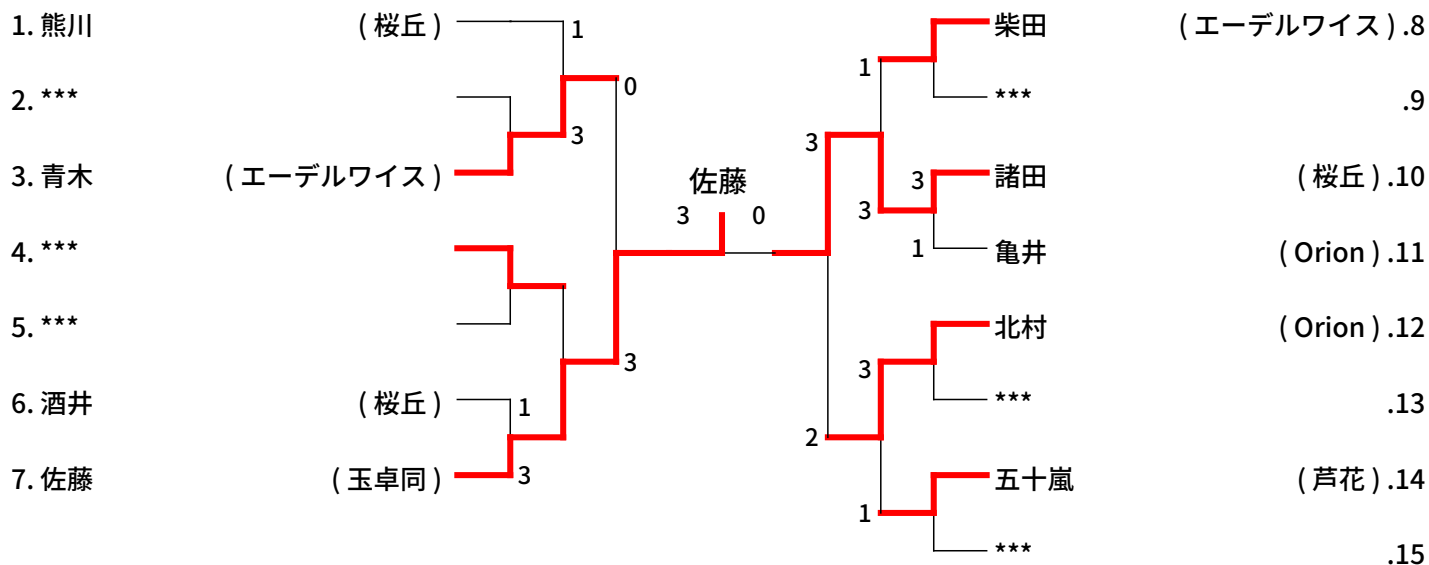 1. 熊川 ( 桜丘 ) 1 柴田 ( エーデルワイス ) .8
0 1
2. *** *** .9
3 3
3. 青木 ( エーデルワイス ) 佐藤 3 諸田 ( 桜丘 ) .10
3 0 3
4. *** 1 亀井 ( Orion ) .11
5. *** 北村 ( Orion ) .12
3 3
6. 酒井 ( 桜丘 ) 1 *** .13
2
7. 佐藤 ( 玉卓同 ) 3 五十嵐 ( 芦花 ) .14
1
*** .15